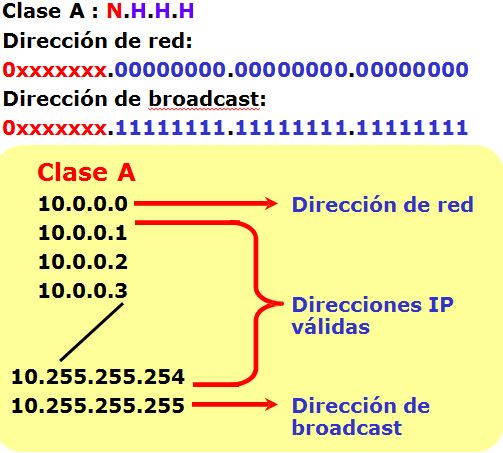 Clase A : N.H.H.H
Dirección de red:
0xxxxxxx.00000000.00000000.00000000
Dirección de broadcast:
0xxxxxxx.11111111.11111111.11111111
Clase A
10.0.0.0 Dirección de red
10.0.0.1
10.0.0.2
10.0.0.3
Direcciones IP
válidas
10.255.255.254
10.255.255.255 Dirección de
broadcast